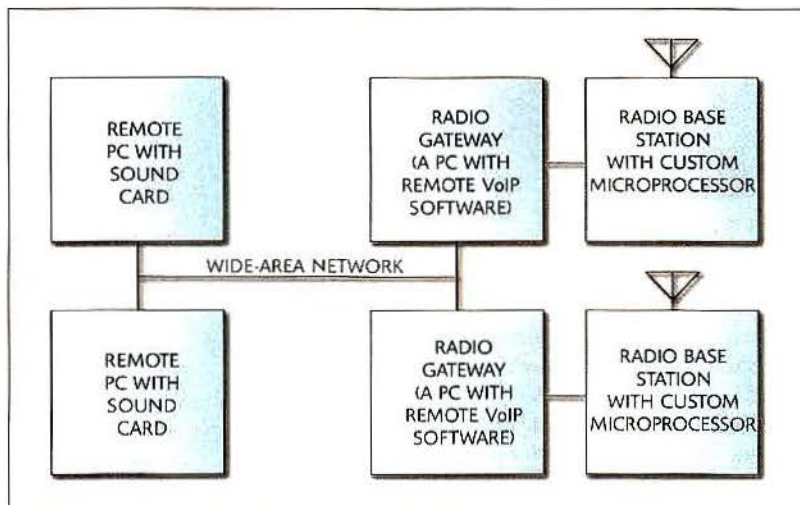 REMOTE
PC WITH
SOUND
CARD
RADIO
GATEWAY
(A PC WITH
REMOTE VoIP
SOFTWARE)
RADIO BASE
STATION
WITH CUSTOM
MICROPROCESSOR
WIDE-AREA NETWORK
REMOTE
PC WITH
SOUND
CARD
RADIO
GATEWAY
(A PC WITH
REMOTE VoIP
SOFTWARE)
RADIO BASE
STATION
WITH CUSTOM
MICROPROCESSOR